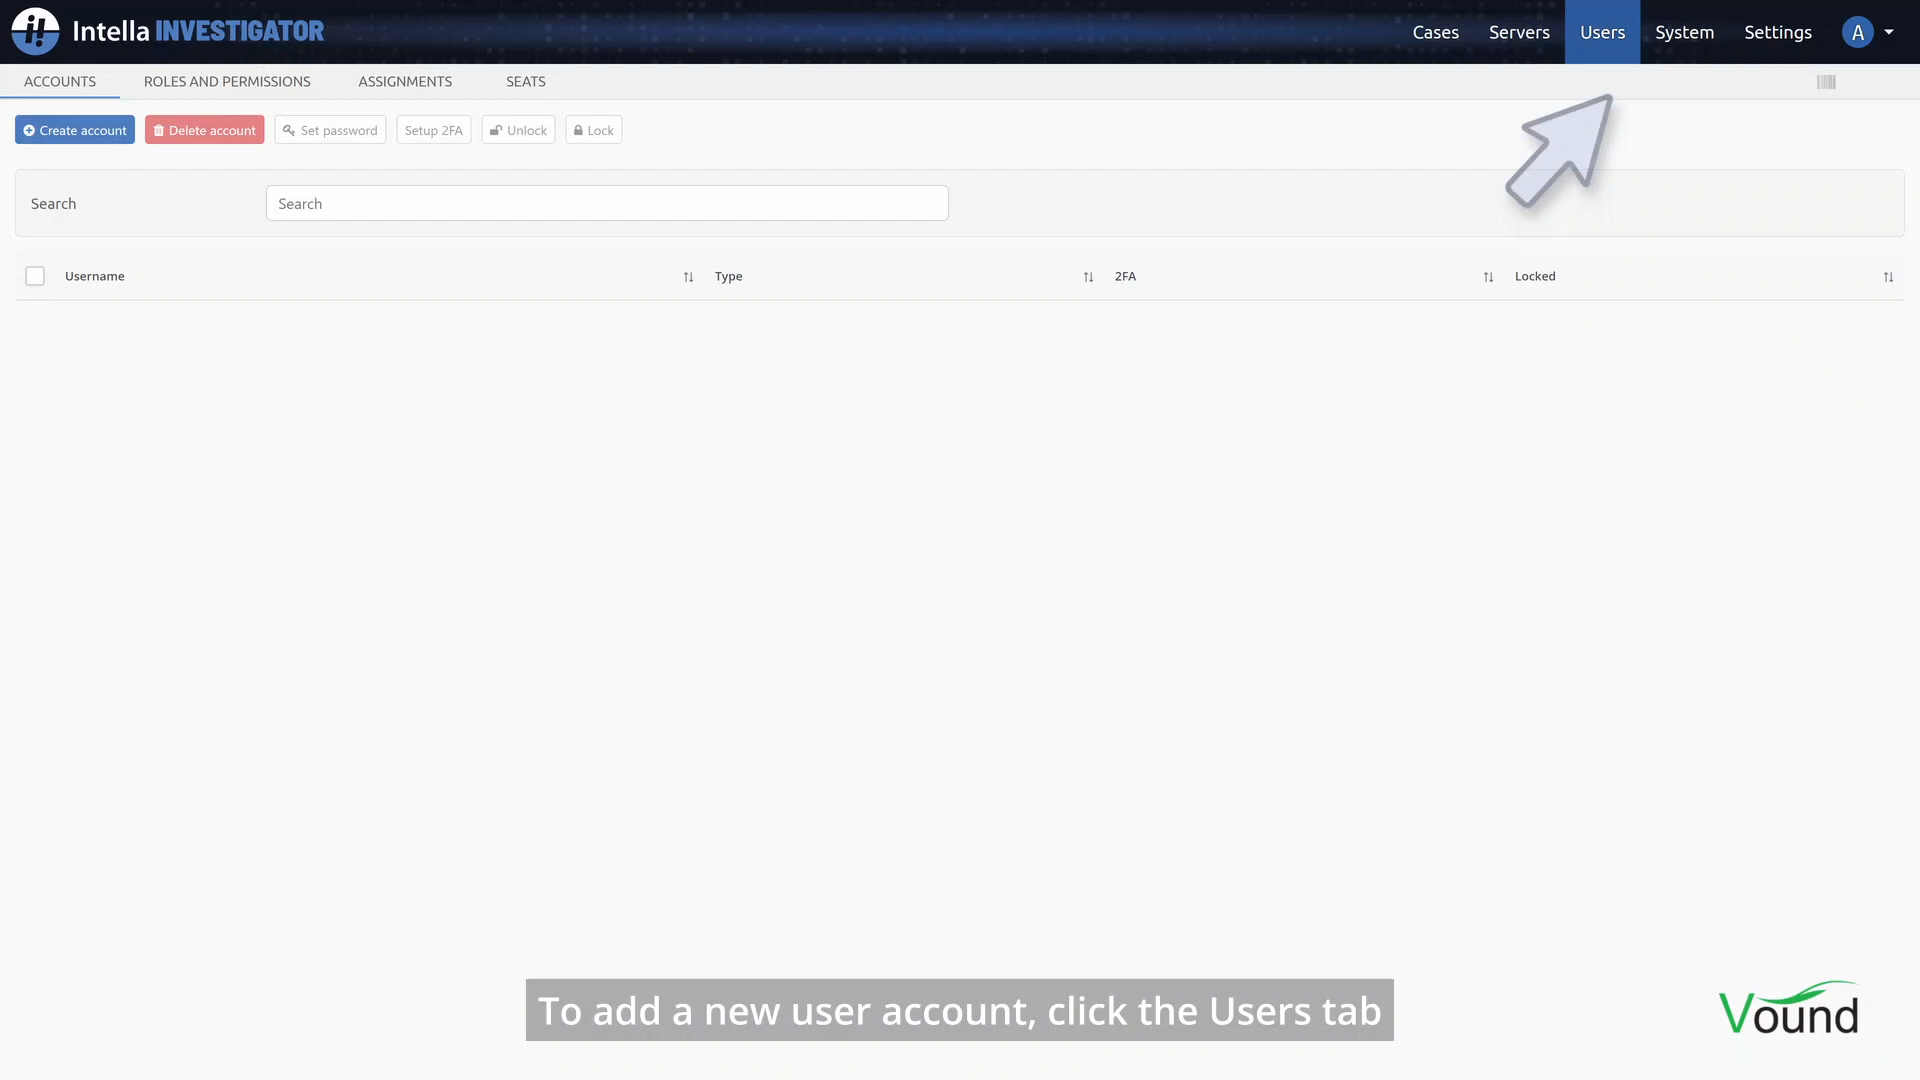 Intella INVESTIGATOR
Cases Servers Users System Settings A
ACCOUNTS ROLES AND PERMISSIONS ASSIGNMENTS SEATS
Create account Delete account Set password Setup 2FA Unlock Lock
Search Search
Username Type 2FA Locked
To add a new user account, click the Users tab
Vound